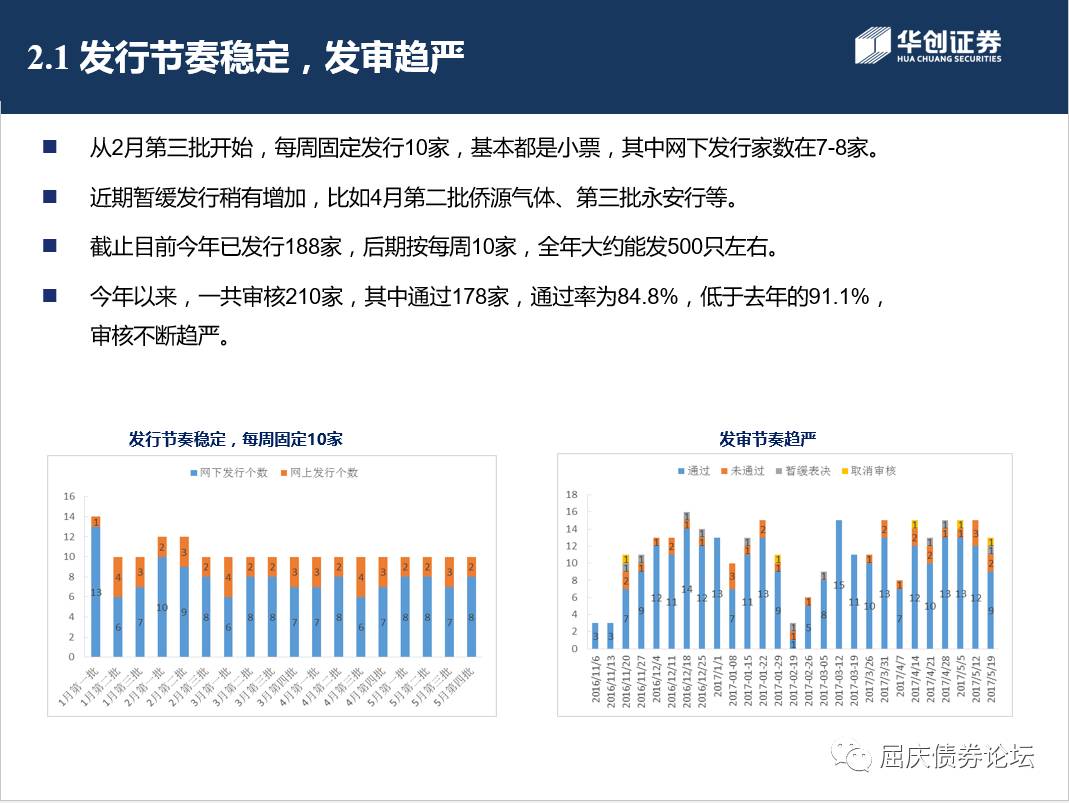 2.1 发行节奏稳定，发审趋严
华创证券
HUA CHUANG SECURITIES
■ 从2月第三批开始，每周固定发行10家，基本都是小票，其中网下发行家数在7-8家。
■ 近期暂缓发行稍有增加，比如4月第二批侨源气体、第三批永安行等。
■ 截止目前今年已发行188家，后期按每周10家，全年大约能发500只左右。
■ 今年以来，一共审核210家，其中通过178家，通过率为84.8%，低于去年的91.1%，
审核不断趋严。
发行节奏稳定，每周固定10家
网下发行个数 网上发行个数
16
14
12
10
8
6
4
2
0
1 4 3 2 3 2 4 2 2 3 3 2 4 3 2 2 3 2
13 6 7 10 9 8 6 8 8 7 7 8 6 7 8 8 7 8
1月第一批 1月第二批 1月第三批 2月第一批 2月第二批 2月第三批 3月第一批 3月第二批 3月第三批 3月第四批 4月第一批 4月第二批 4月第三批 4月第四批 5月第一批 5月第二批 5月第三批 5月第四批
发审节奏趋严
通过 未通过 暂缓表决 取消审核
18
16
14
12
10
8
6
4
2
0
1 1 1 1 1 1 1
1 1 1 2 1 1 3 1 2 1 1 1 1 1 2 1 2 2 1 1 3 2
2 1
3 3 7 9 12 11 14 12 13 7 11 13 9 1 5 8 15 11 10 13 7 12 10 13 13 12 9
2016/11/6 2016/11/13 2016/11/20 2016/11/27 2016/12/4 2016/12/11 2016/12/18 2016/12/25 2017/1/1 2017-01-08 2017-01-15 2017-01-22 2017-01-29 2017-02-19 2017-02-26 2017-03-05 2017-03-12 2017-03-19 2017/3/26 2017/3/31 2017/4/7 2017/4/14 2017/4/21 2017/4/28 2017/5/5 2017/5/12 2017/5/19
屈庆债券论坛